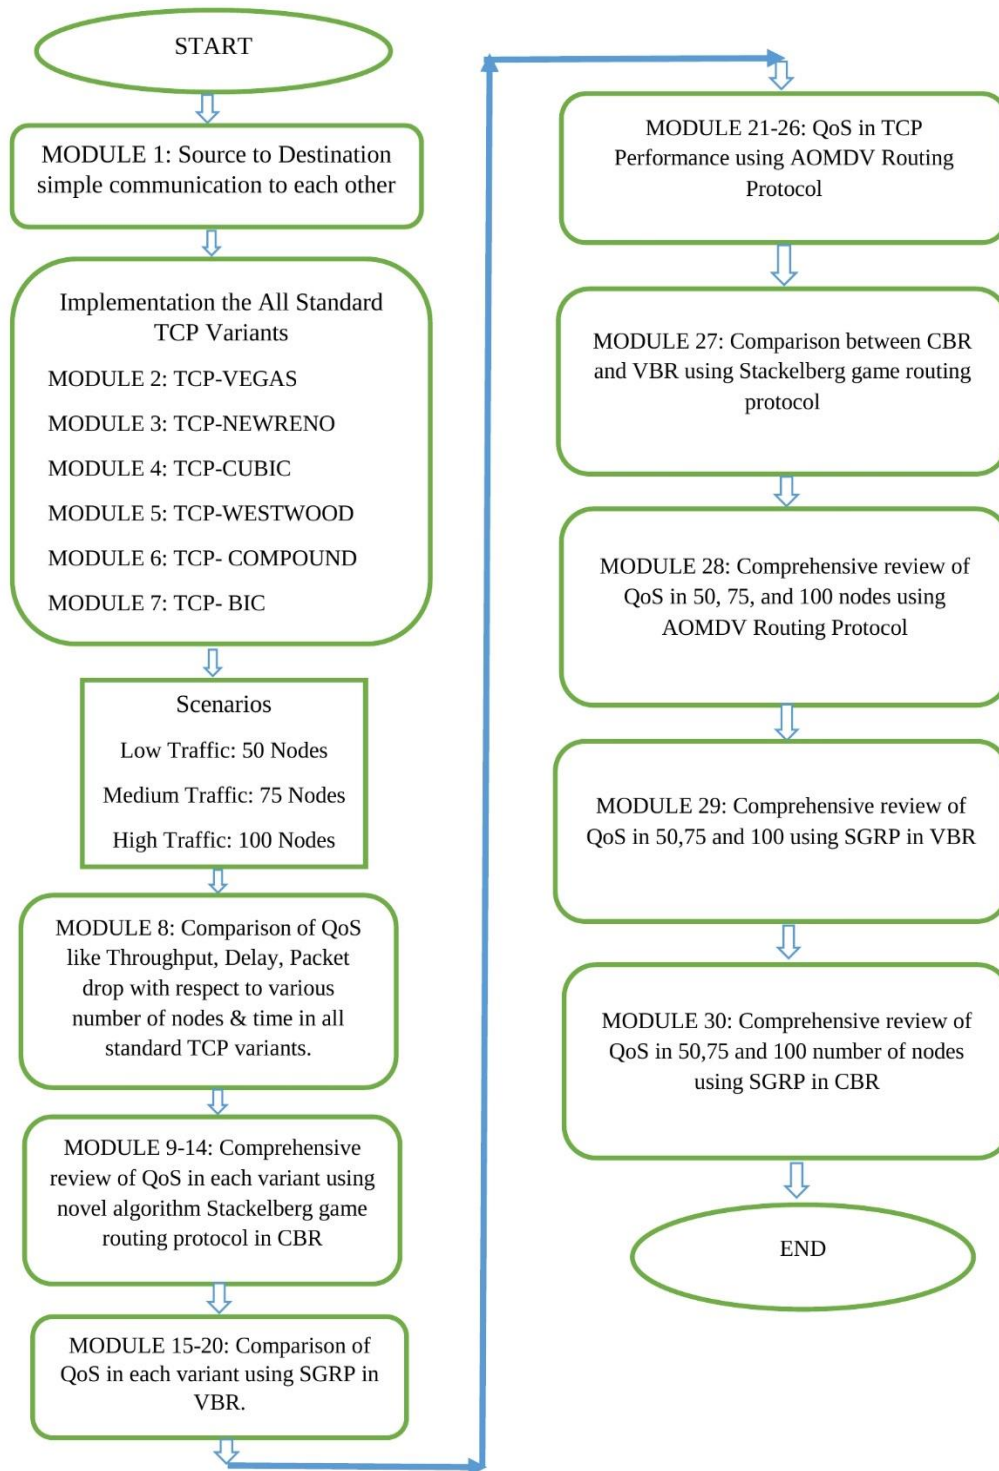 START
MODULE 1: Source to Destination
simple communication to each other
Implementation the All Standard
TCP Variants
MODULE 2: TCP-VEGAS
MODULE 3: TCP-NEWRENO
MODULE 4: TCP-CUBIC
MODULE 5: TCP-WESTWOOD
MODULE 6: TCP- COMPOUND
MODULE 7: TCP- BIC
Scenarios
Low Traffic: 50 Nodes
Medium Traffic: 75 Nodes
High Traffic: 100 Nodes
MODULE 8: Comparison of QoS
like Throughput, Delay, Packet
drop with respect to various
number of nodes & time in all
standard TCP variants.
MODULE 9-14: Comprehensive
review of QoS in each variant using
novel algorithm Stackelberg game
routing protocol in CBR
MODULE 15-20: Comparison of
QoS in each variant using SGRP in
VBR.
MODULE 21-26: QoS in TCP
Performance using AOMDV Routing
Protocol
MODULE 27: Comparison between CBR
and VBR using Stackelberg game routing
protocol
MODULE 28: Comprehensive review of
QoS in 50, 75, and 100 nodes using
AOMDV Routing Protocol
MODULE 29: Comprehensive review of
QoS in 50,75 and 100 using SGRP in VBR
MODULE 30: Comprehensive review of
QoS in 50,75 and 100 number of nodes
using SGRP in CBR
END